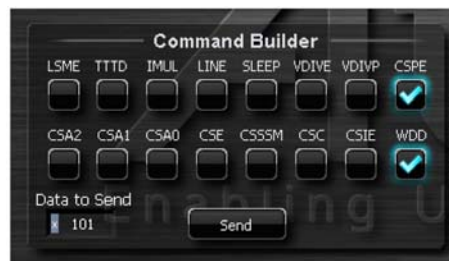 Command Builder
LSME TTTD IMUL LINE SLEEP VDIVE VDIVP CSPE
CSA2 CSA1 CSA0 CSE CSSSM CSC CSIE WDD
Data to Send
x 101
Send
Enabling U